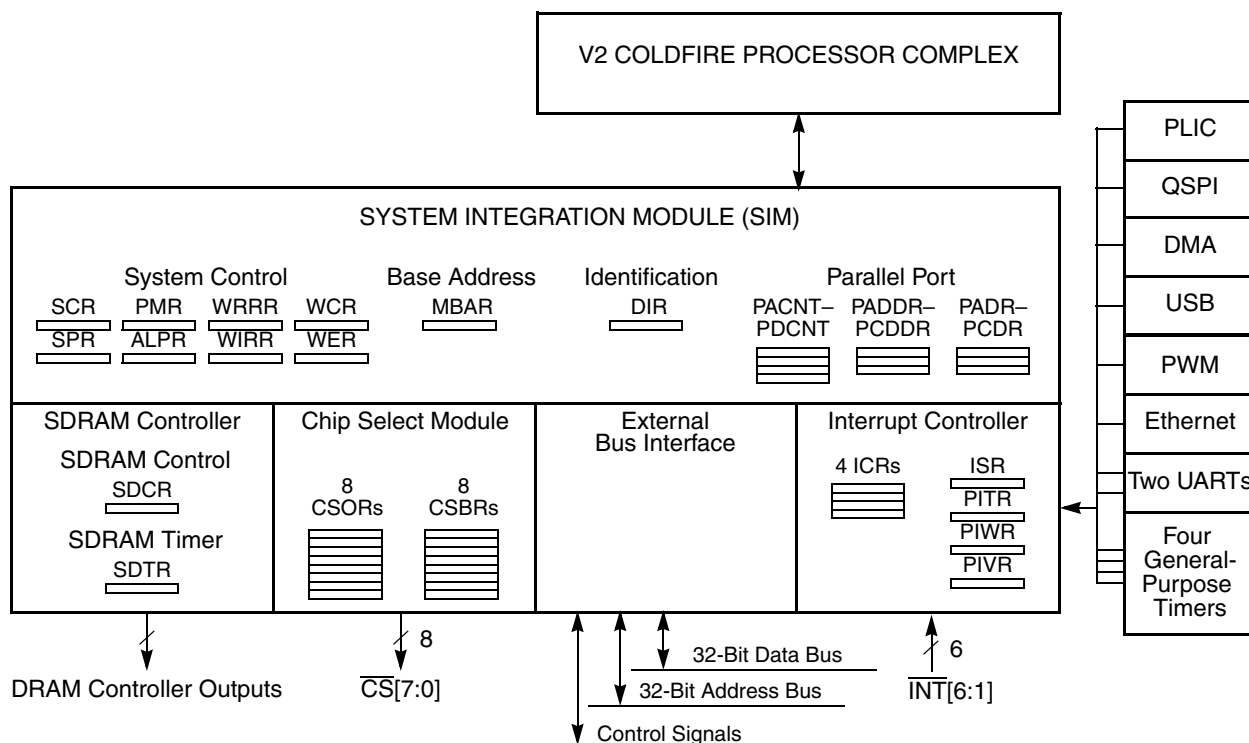 V2 COLDFIRE PROCESSOR COMPLEX
SYSTEM INTEGRATION MODULE (SIM)
System Control
SCR PMR WRRR WCR
SPR ALPR WIRR WER
Base Address
MBAR
Identification
DIR
Parallel Port
PACNT–
PDCNT
PADDR–
PCDDR
PADR–
PCDR
SDRAM Controller
SDRAM Control
SDCR
SDRAM Timer
SDTR
Chip Select Module
8
CSORs
8
CSBRs
External
Bus Interface
Interrupt Controller
4 ICRs
ISR
PITR
PIWR
PIVR
PLIC
QSPI
DMA
USB
PWM
Ethernet
Two UARTs
Four
General-
Purpose
Timers
DRAM Controller Outputs
8
CS[7:0]
32-Bit Data Bus
32-Bit Address Bus
Control Signals
6
INT[6:1]